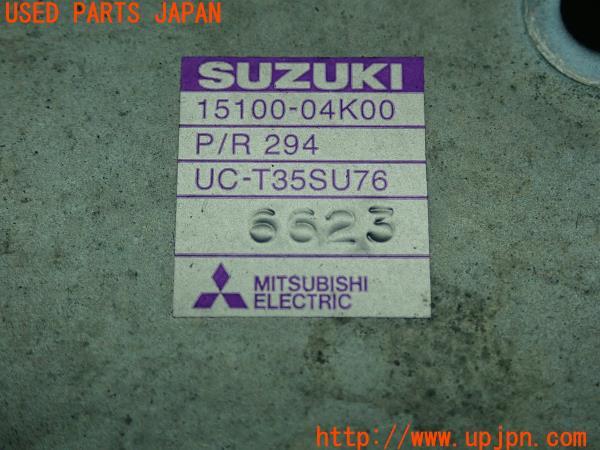 USED PARTS JAPAN
SUZUKI
15100-04K00
P/R 294
UC-T35SU76
6623
MITSUBISHI
ELECTRIC
http://www.upjpn.com/